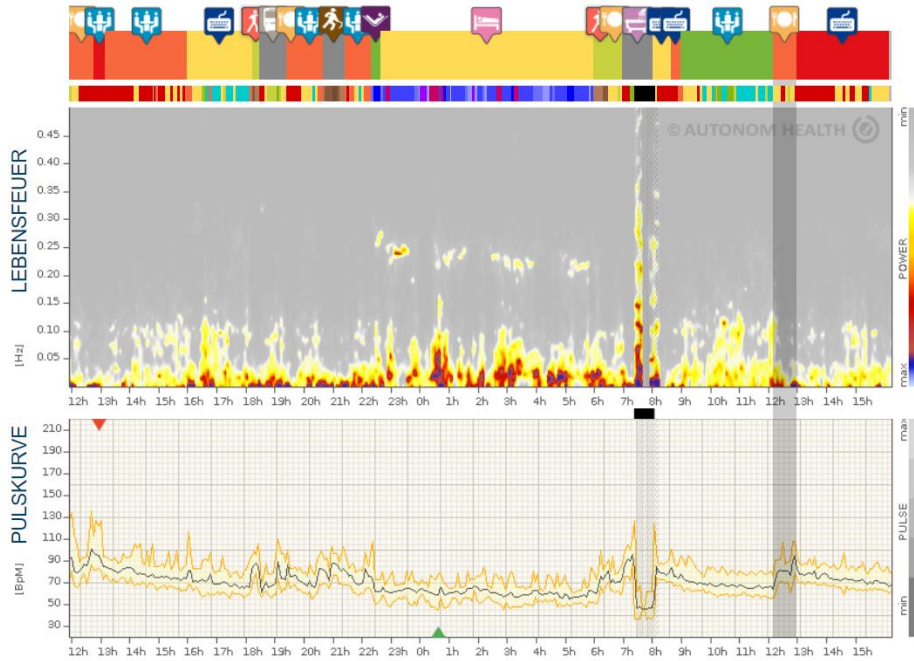 © AUTONOM HEALTH
LEBENSFEUER
[Hz]
0.45
0.40
0.35
0.30
0.25
0.20
0.15
0.10
0.05
min
POWER
max
12h 13h 14h 15h 16h 17h 18h 19h 20h 21h 22h 23h 0h 1h 2h 3h 4h 5h 6h 7h 8h 9h 10h 11h 12h 13h 14h 15h
PULSKURVE
[BpM]
210
190
170
150
130
110
90
70
50
30
max
PULSE
min
12h 13h 14h 15h 16h 17h 18h 19h 20h 21h 22h 23h 0h 1h 2h 3h 4h 5h 6h 7h 8h 9h 10h 11h 12h 13h 14h 15h